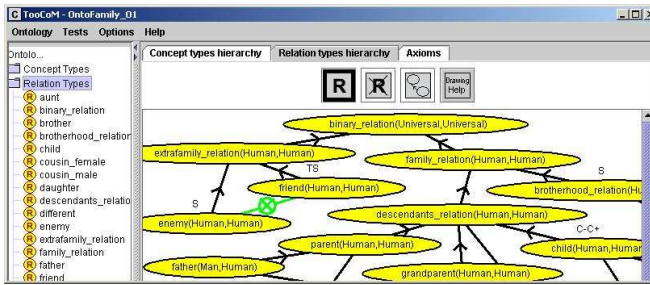 C TooCoM - OntoFamily_01
Ontology Tests Options Help
Ontolo...
Concept Types
Relation Types
R aunt
R binary_relation
R brother
R brotherhood_relation
R child
R cousin_female
R cousin_male
R daughter
R descendants_relatio
R different
R enemy
R extrafamily_relation
R family_relation
R father
R friend
Concept types hierarchy Relation types hierarchy Axioms
R R Drawing Help
binary_relation(Universal,Universal)
extrafamily_relation(Human,Human)
family_relation(Human,Human)
TS
S
friend(Human,Human)
brotherhood_relation(Hu
S
enemy(Human,Human)
descendants_relation(Human,Human)
C-C+
parent(Human,Human)
child(Human,Human
father(Man,Human)
grandparent(Human,Human)